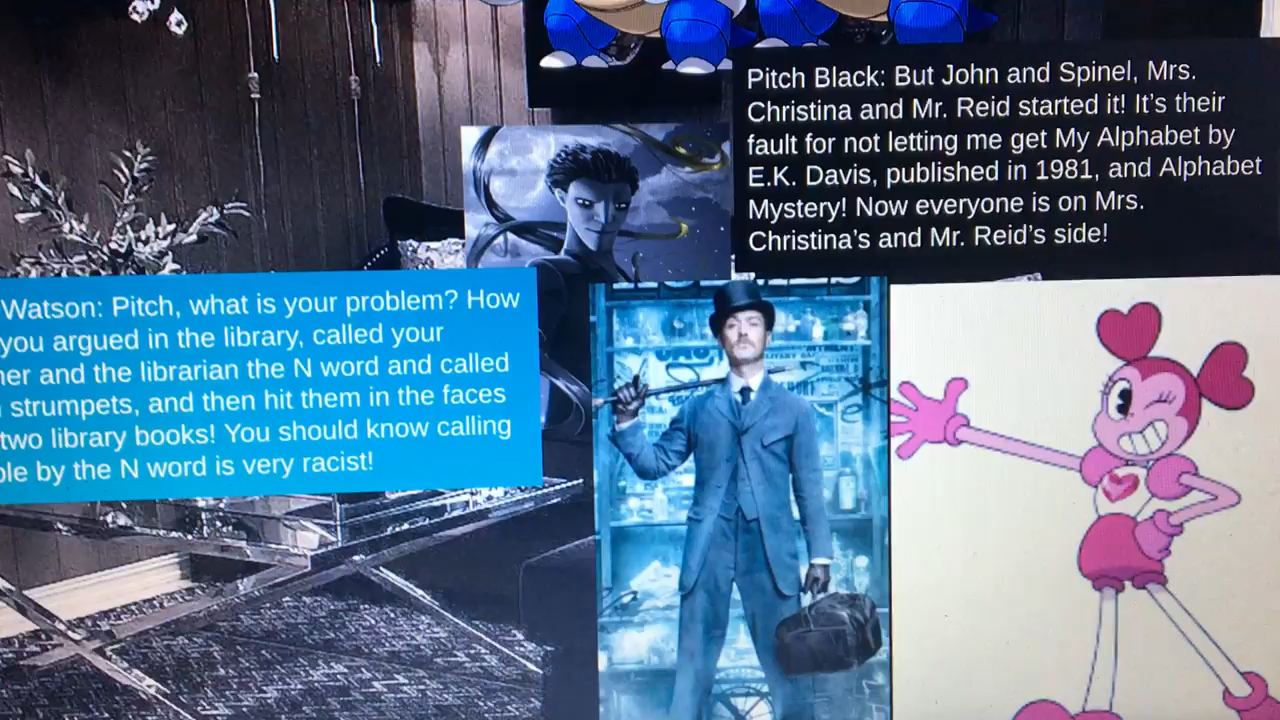 Pitch Black: But John and Spinel, Mrs.
Christina and Mr. Reid started it! It's their
fault for not letting me get My Alphabet by
E.K. Davis, published in 1981, and Alphabet
Mystery! Now everyone is on Mrs.
Christina's and Mr. Reid's side!
Watson: Pitch, what is your problem? How
you argued in the library, called your
and the librarian the N word and called
strumpets, and then hit them in the faces
two library books! You should know calling
by the N word is very racist!